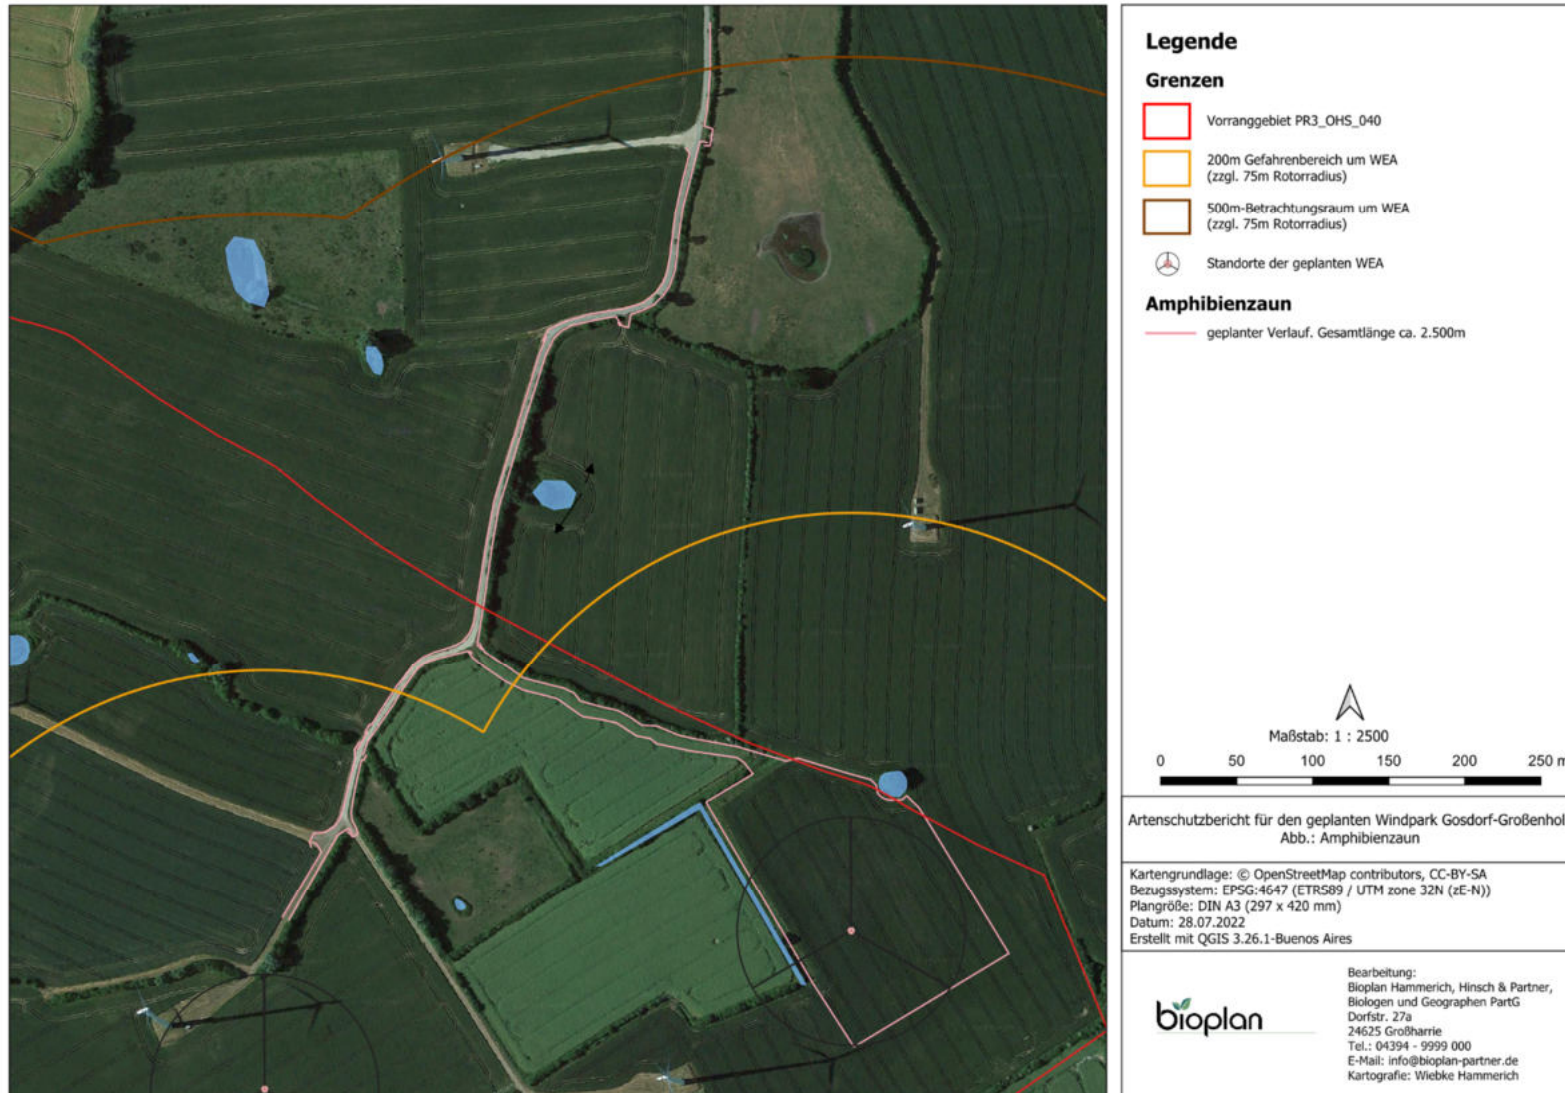 Legende
Grenzen
Vorranggebiet PR3_OHS_040
200m Gefahrenbereich um WEA
(zzgl. 75m Rotorradius)
500m-Betrachtungsraum um WEA
(zzgl. 75m Rotorradius)
Standorte der geplanten WEA
Amphibienzaun
geplanter Verlauf. Gesamtlänge ca. 2.500m
Maßstab: 1 : 2500
0 50 100 150 200 250 m
Artenschutzbericht für den geplanten Windpark Gosdorf-Großenhol
Abb.: Amphibienzaun
Kartengrundlage: © OpenStreetMap contributors, CC-BY-SA
Bezugssystem: EPSG:4647 (ETRS89 / UTM zone 32N (zE-N))
Plangröße: DIN A3 (297 x 420 mm)
Datum: 28.07.2022
Erstellt mit QGIS 3.26.1-Buenos Aires
bioplan
Bearbeitung:
Bioplan Hammerich, Hinsch & Partner,
Biologen und Geographen PartG
Dorfstr. 27a
24625 Großharrie
Tel.: 04394 - 9999 000
E-Mail: info@bioplan-partner.de
Kartografie: Wiebke Hammerich